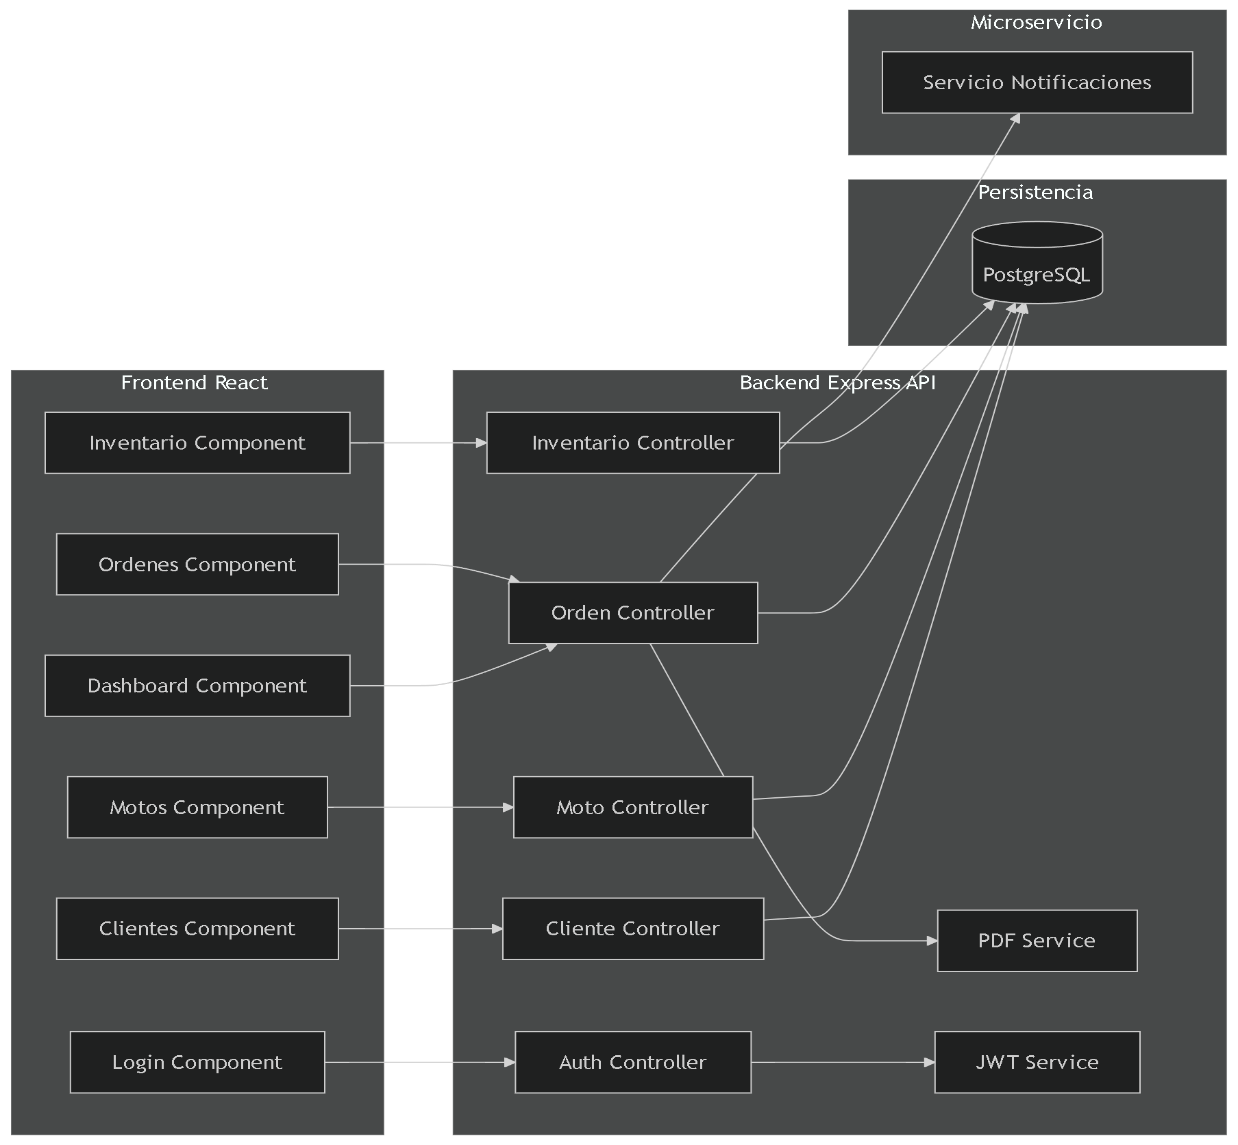 Microservicio
Servicio Notificaciones
Persistencia
PostgreSQL
Frontend React
Inventario Component
Ordenes Component
Dashboard Component
Motos Component
Clientes Component
Login Component
Backend Express API
Inventario Controller
Orden Controller
Moto Controller
Cliente Controller
PDF Service
Auth Controller
JWT Service